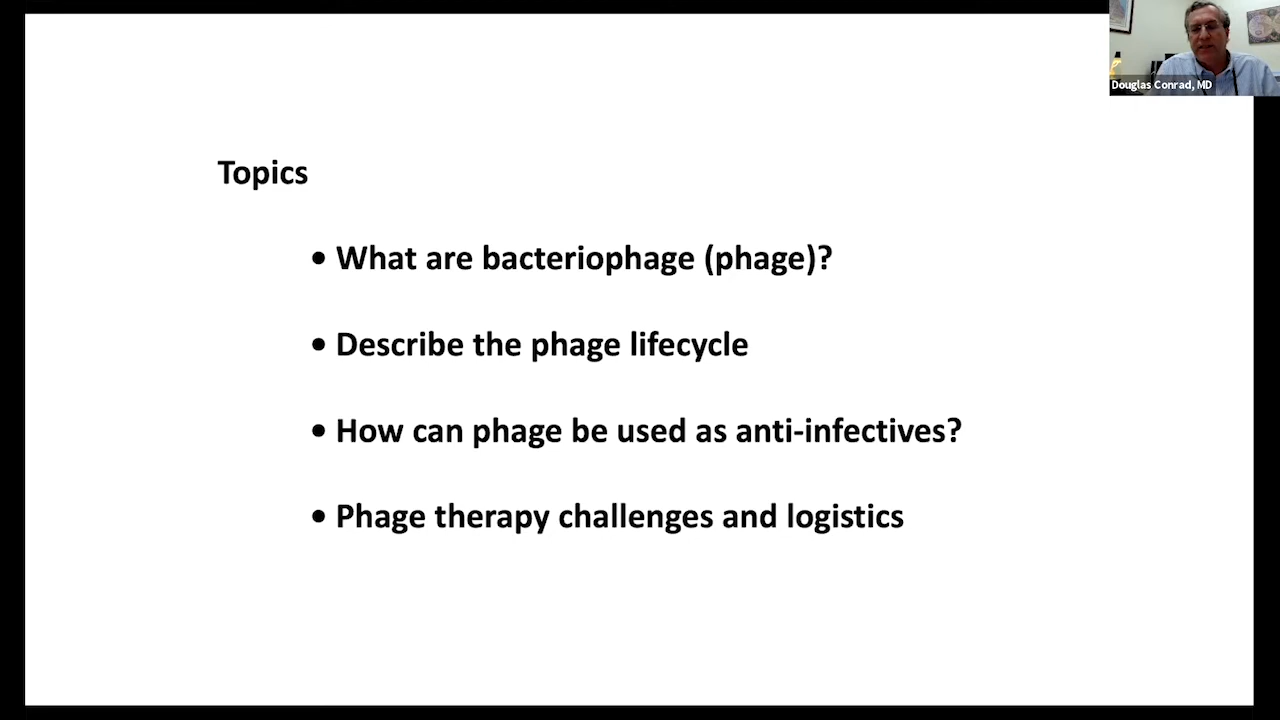 Douglas Conrad, MD
Topics
• What are bacteriophage (phage)?
• Describe the phage lifecycle
• How can phage be used as anti-infectives?
• Phage therapy challenges and logistics